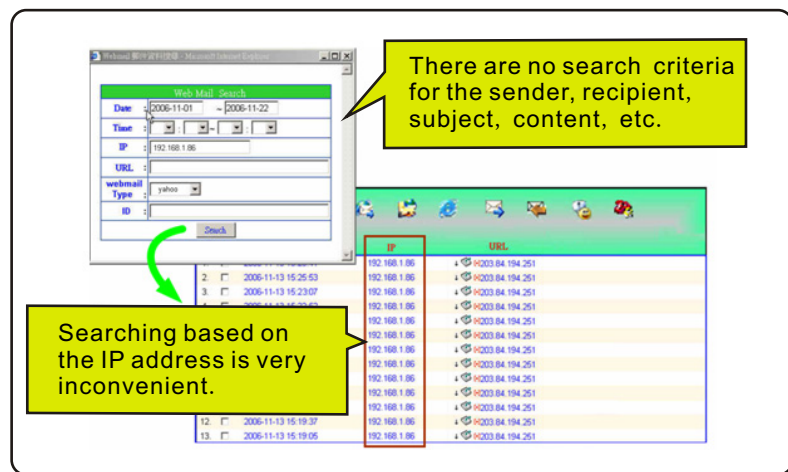 There are no search criteria
for the sender, recipient,
subject, content, etc.
Web Mail Search
Date : 2006-11-01 ~ 2006-11-22
Time : : ~ :
IP : 192.168.1.86
URL :
webmail
Type : yahoo
ID :
Search
IP URL
192.168.1.86 203.84.194.251
2. 2006-11-13 15:25:53 192.168.1.86 203.84.194.251
3. 2006-11-13 15:23:07 192.168.1.86 203.84.194.251
192.168.1.86 203.84.194.251
192.168.1.86 203.84.194.251
192.168.1.86 203.84.194.251
192.168.1.86 203.84.194.251
192.168.1.86 203.84.194.251
192.168.1.86 203.84.194.251
192.168.1.86 203.84.194.251
192.168.1.86 203.84.194.251
12. 2006-11-13 15:19:37 192.168.1.86 203.84.194.251
13. 2006-11-13 15:19:05 192.168.1.86 203.84.194.251
Searching based on
the IP address is very
inconvenient.